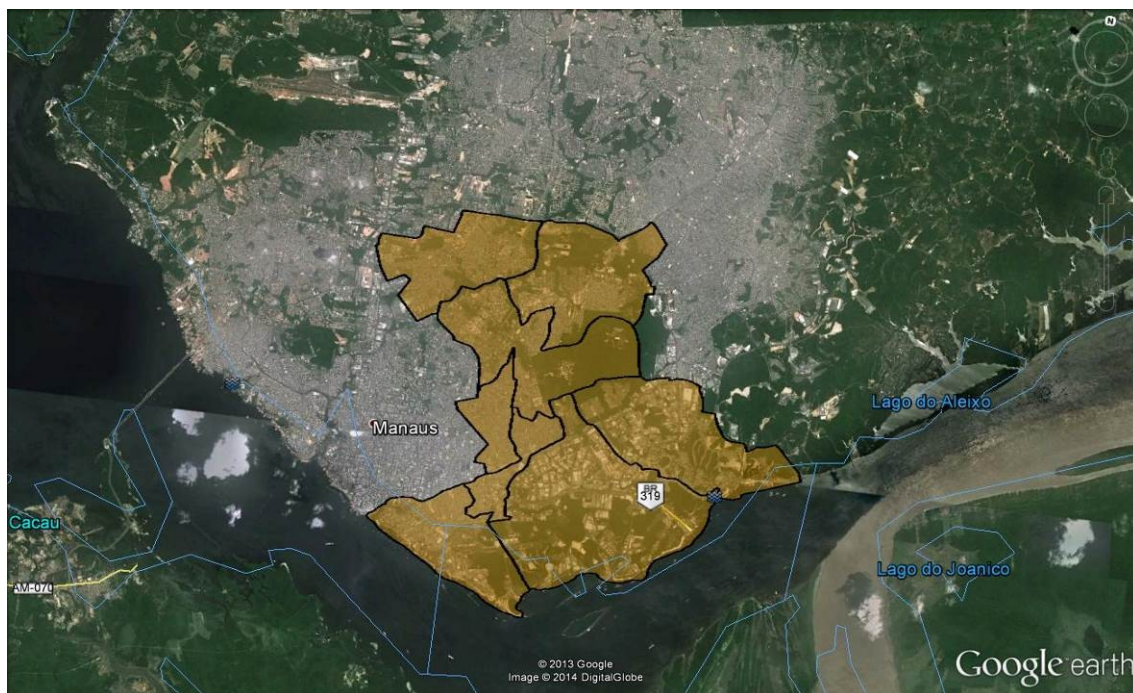 N
Manaus
Lago do Aleixo
BR
319
Cacau
Lago do Joanico
AM-070
© 2013 Google
Image © 2014 DigitalGlobe
Google earth